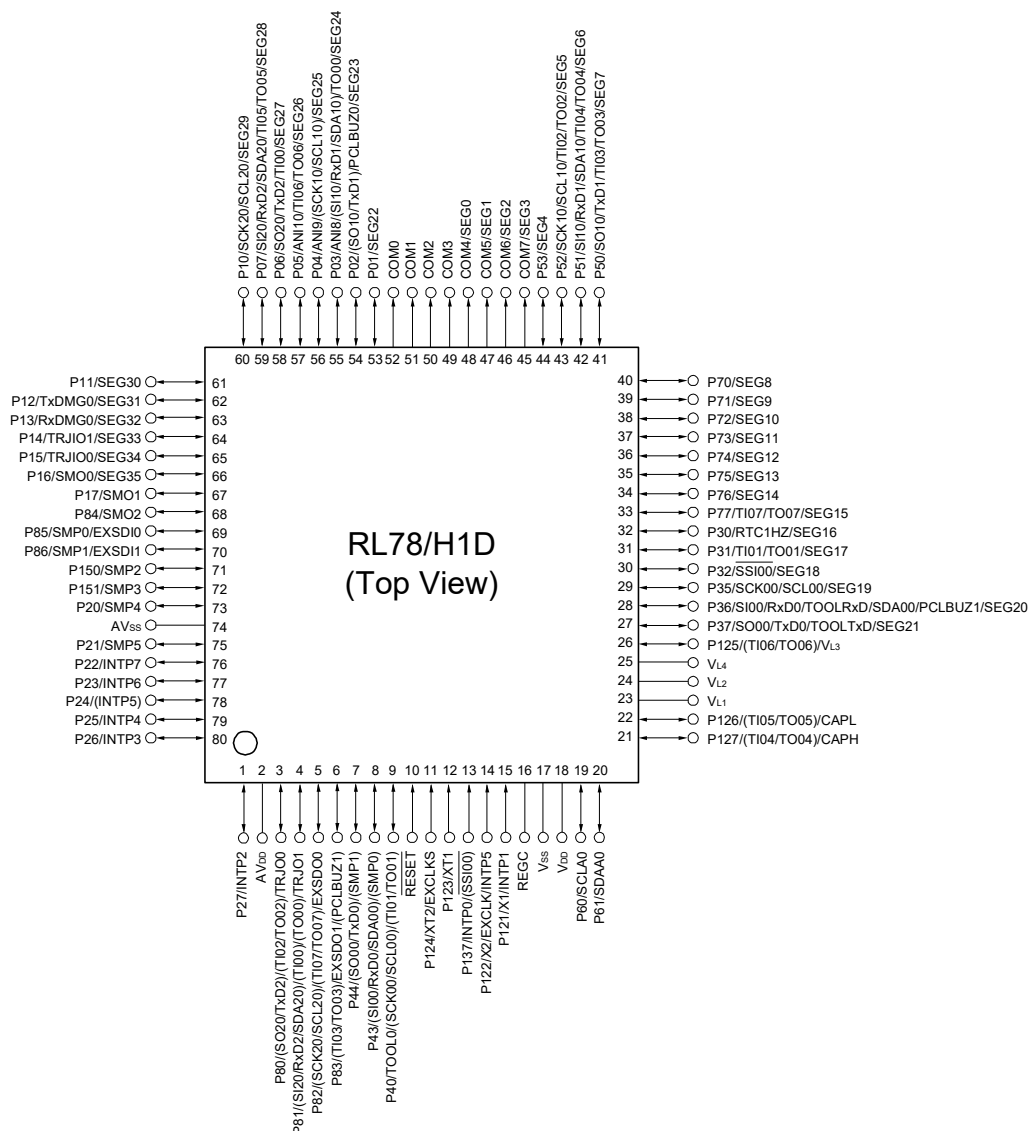 P10/SCK20/SCL20/SEG29
P07/SI20/RxD2/SDA20/TI05/TO05/SEG28
P06/SO20/TxD2/TI00/SEG27
P05/ANI10/TI06/TO06/SEG26
P04/ANI9/(SCK10/SCL10)/SEG25
P03/ANI8/(SI10/RxD1/SDA10)/TO00/SEG24
P02/(SO10/TxD1)/PCLBUZ0/SEG23
P01/SEG22
COM0
COM1
COM2
COM3
COM4/SEG0
COM5/SEG1
COM6/SEG2
COM7/SEG3
P53/SEG4
P52/SCK10/SCL10/TI02/TO02/SEG5
P51/SI10/RxD1/SDA10/TI04/TO04/SEG6
P50/SO10/TxD1/TI03/TO03/SEG7
60 59 58 57 56 55 54 53 52 51 50 49 48 47 46 45 44 43 42 41
P11/SEG30 61
P12/TxDMG0/SEG31 62
P13/RxDMG0/SEG32 63
P14/TRJIO1/SEG33 64
P15/TRJIO0/SEG34 65
P16/SMO0/SEG35 66
P17/SMO1 67
P84/SMO2 68
P85/SMP0/EXSDI0 69
P86/SMP1/EXSDI1 70
P150/SMP2 71
P151/SMP3 72
P20/SMP4 73
AVSS 74
P21/SMP5 75
P22/INTP7 76
P23/INTP6 77
P24/(INTP5) 78
P25/INTP4 79
P26/INTP3 80
RL78/H1D
(Top View)
40 P70/SEG8
39 P71/SEG9
38 P72/SEG10
37 P73/SEG11
36 P74/SEG12
35 P75/SEG13
34 P76/SEG14
33 P77/TI07/TO07/SEG15
32 P30/RTC1HZ/SEG16
31 P31/TI01/TO01/SEG17
30 P32/SSI00/SEG18
29 P35/SCK00/SCL00/SEG19
28 P36/SI00/RxD0/TOOLRxD/SDA00/PCLBUZ1/SEG20
27 P37/SO00/TxD0/TOOLTxD/SEG21
26 P125/(TI06/TO06)/VL3
25 VL4
24 VL2
23 VL1
22 P126/(TI05/TO05)/CAPL
21 P127/(TI04/TO04)/CAPH
1 2 3 4 5 6 7 8 9 10 11 12 13 14 15 16 17 18 19 20
P27/INTP2
AVDD
P80/(SO20/TxD2)/(TI02/TO02)/TRJO0
P81/(SI20/RxD2/SDA20)/(TI00)/(TO00)/TRJO1
P82/(SCK20/SCL20)/(TI07/TO07)/EXSDO0
P83/(TI03/TO03)/EXSDO1/(PCLBUZ1)
P44/(SO00/TxD0)/(SMP1)
P43/(SI00/RxD0/SDA00)/(SMP0)
P40/TOOL0/(SCK00/SCL00)/(TI01/TO01)
RESET
P124/XT2/EXCLKS
P123/XT1
P137/INTP0/(SSI00)
P122/X2/EXCLK/INTP5
P121/X1/INTP1
REGC
VSS
VDD
P60/SCLA0
P61/SDAA0